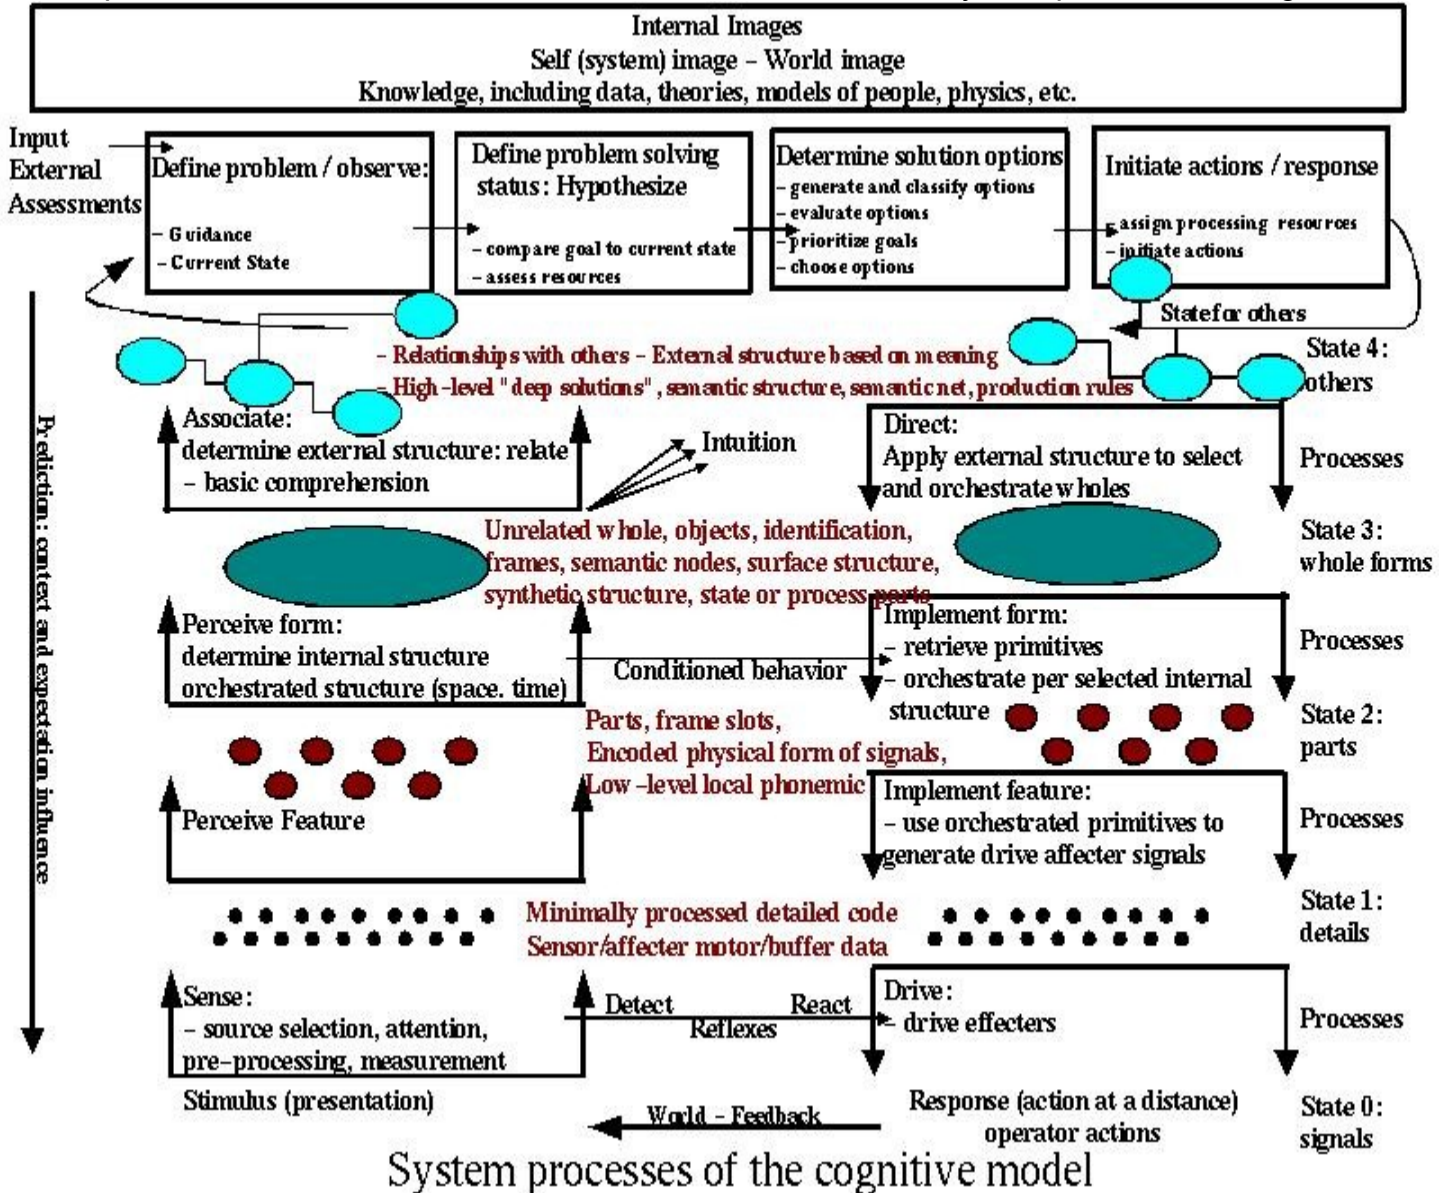 Internal Images
Self (system) image – World image
Knowledge, including data, theories, models of people, physics, etc.
Input
External
Assessments
Define problem / observe:
– Guidance
– Current State
Define problem solving
status: Hypothesize
– compare goal to current state
– assess resources
Determine solution options
– generate and classify options
– evaluate options
– prioritize goals
– choose options
Initiate actions / response
– assign processing resources
– initiate actions
State for others
– Relationships with others – External structure based on meaning
– High-level "deep solutions", semantic structure, semantic net, production rules
State 4:
others
Prediction: context and expectation influence
Associate:
determine external structure: relate
– basic comprehension
Intuition
Direct:
Apply external structure to select
and orchestrate wholes
Processes
Unrelated whole, objects, identification,
frames, semantic nodes, surface structure,
synthetic structure, state or process parts
State 3:
whole forms
Perceive form:
determine internal structure
orchestrated structure (space. time)
Conditioned behavior
Implement form:
– retrieve primitives
– orchestrate per selected internal
structure
Processes
Parts, frame slots,
Encoded physical form of signals,
Low-level local phonemic
State 2:
parts
Perceive Feature
Implement feature:
– use orchestrated primitives to
generate drive affecter signals
Processes
Minimally processed detailed code
Sensor/affecter motor/buffer data
State 1:
details
Sense:
– source selection, attention,
pre-processing, measurement
Detect
React
Reflexes
Drive:
– drive effecters
Processes
Stimulus (presentation)
World – Feedback
Response (action at a distance)
operator actions
State 0:
signals
System processes of the cognitive model